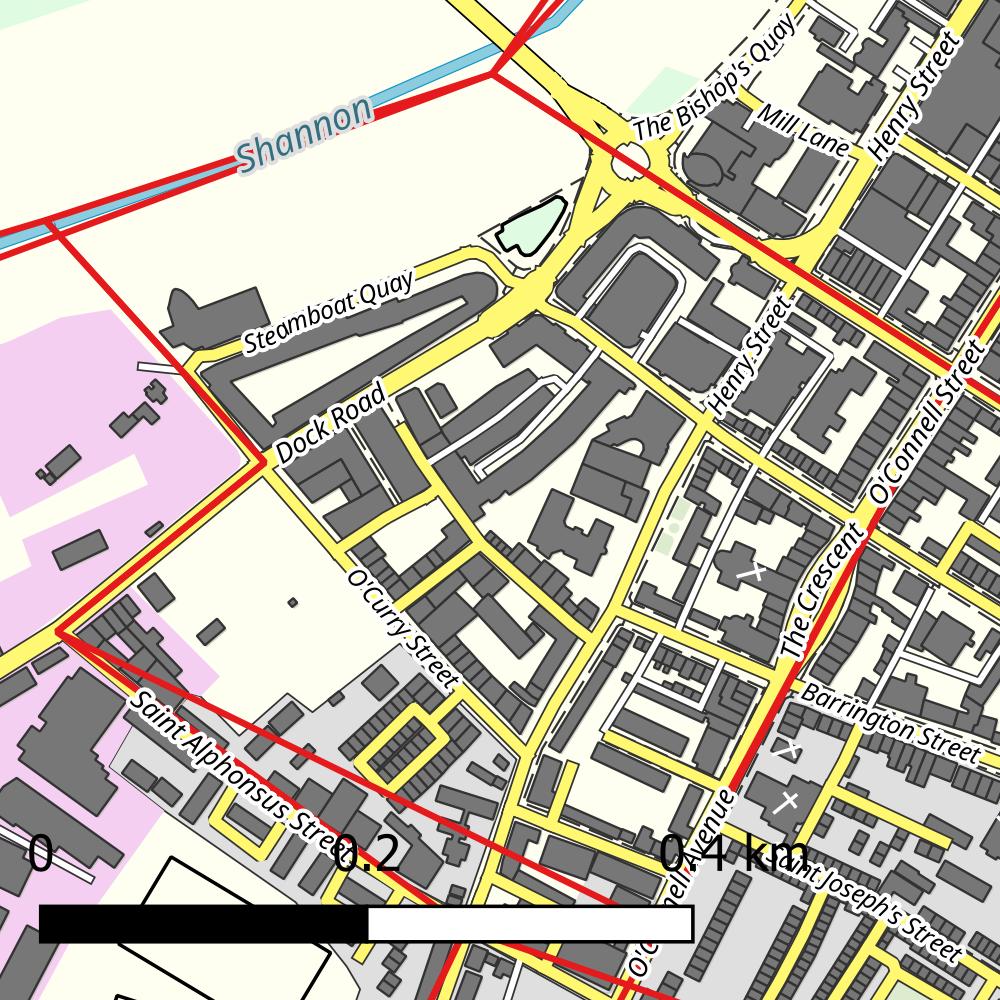 The Bishop's Quay
Henry Street
Mill Lane
Shannon
Steamboat Quay
Henry Street
Dock Road
O'Connell Street
The Crescent
O'Curry Street
Barrington Street
Saint Alphonsus Street
Avenue
0
0.2
0.4 km
Joseph's Street